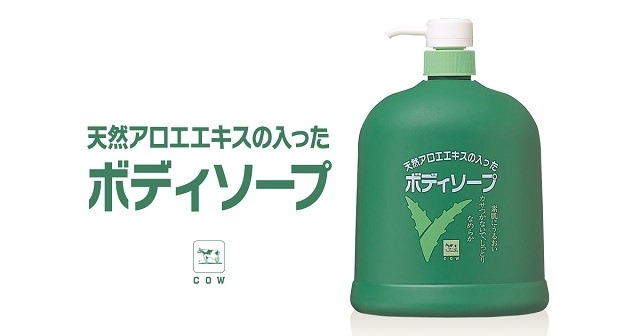 天然アロエエキスの入った
ボディソープ
COW
天然アロエエキスの入った
ボディソープ
素肌にうるおい
カサつかないでしっとり
なめらか
COW